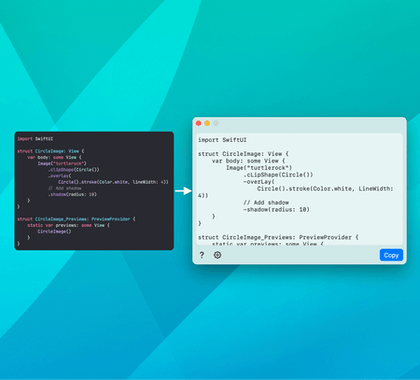 import SwiftUI
struct CircleImage: View {
var body: some View {
Image("turtlerock")
.clipShape(Circle())
.overlay(
Circle().stroke(Color.white, lineWidth: 4))
// Add shadow
.shadow(radius: 10)
}
}
struct CircleImage_Previews: PreviewProvider {
static var previews: some View {
CircleImage()
}
}
import SwiftUI
struct CircleImage: View {
var body: some View {
Image("turtlerock")
.cLipShape(Circle())
-overLay(
Circle().stroke(Color.white, LineWidth:
4))
// Add shadow
-shadow(radius: 10)
}
}
struct CircleImage_Previews: PreviewProvider {
static var previews: some View {
? Copy